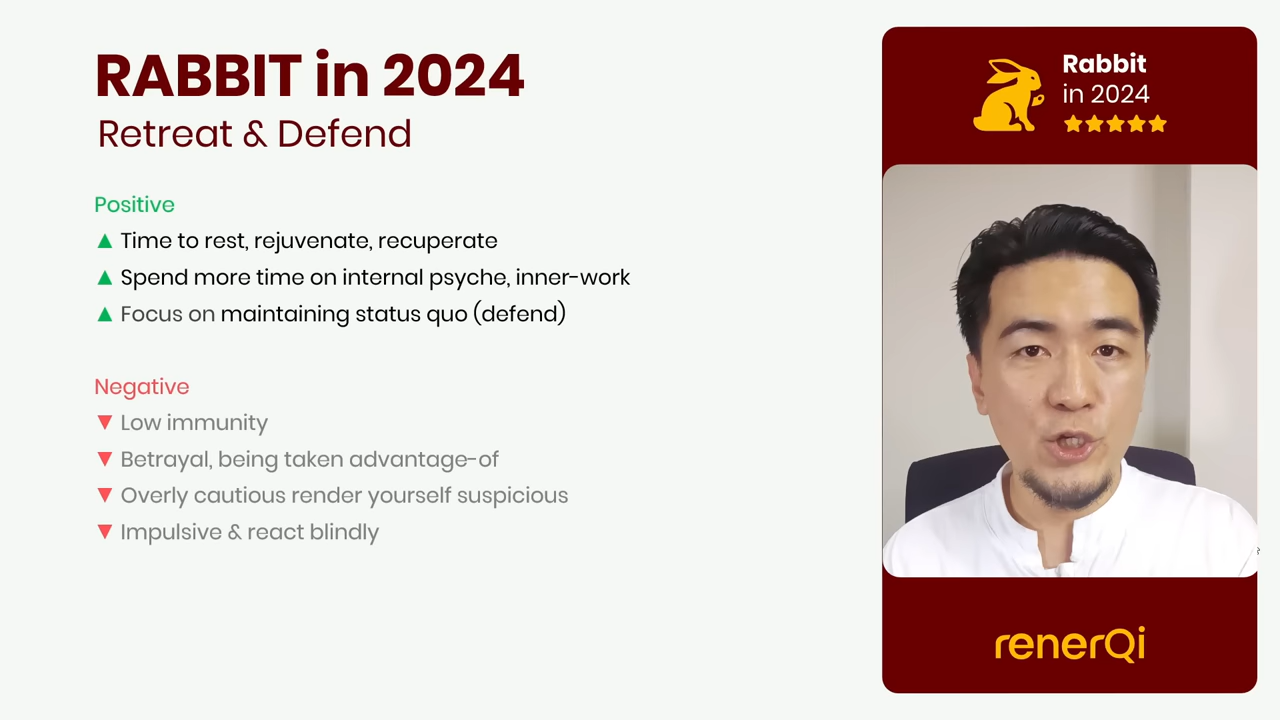 RABBIT in 2024
Retreat & Defend
Positive
▲ Time to rest, rejuvenate, recuperate
▲ Spend more time on internal psyche, inner-work
▲ Focus on maintaining status quo (defend)
Negative
▼ Low immunity
▼ Betrayal, being taken advantage-of
▼ Overly cautious render yourself suspicious
▼ Impulsive & react blindly
Rabbit
in 2024
★★★★★
renerQi